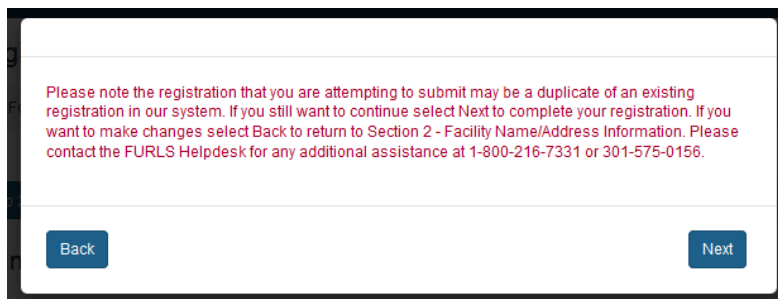 Please note the registration that you are attempting to submit may be a duplicate of an existing
registration in our system. If you still want to continue select Next to complete your registration. If you
want to make changes select Back to return to Section 2 - Facility Name/Address Information. Please
contact the FURLS Helpdesk for any additional assistance at 1-800-216-7331 or 301-575-0156.
Back
Next